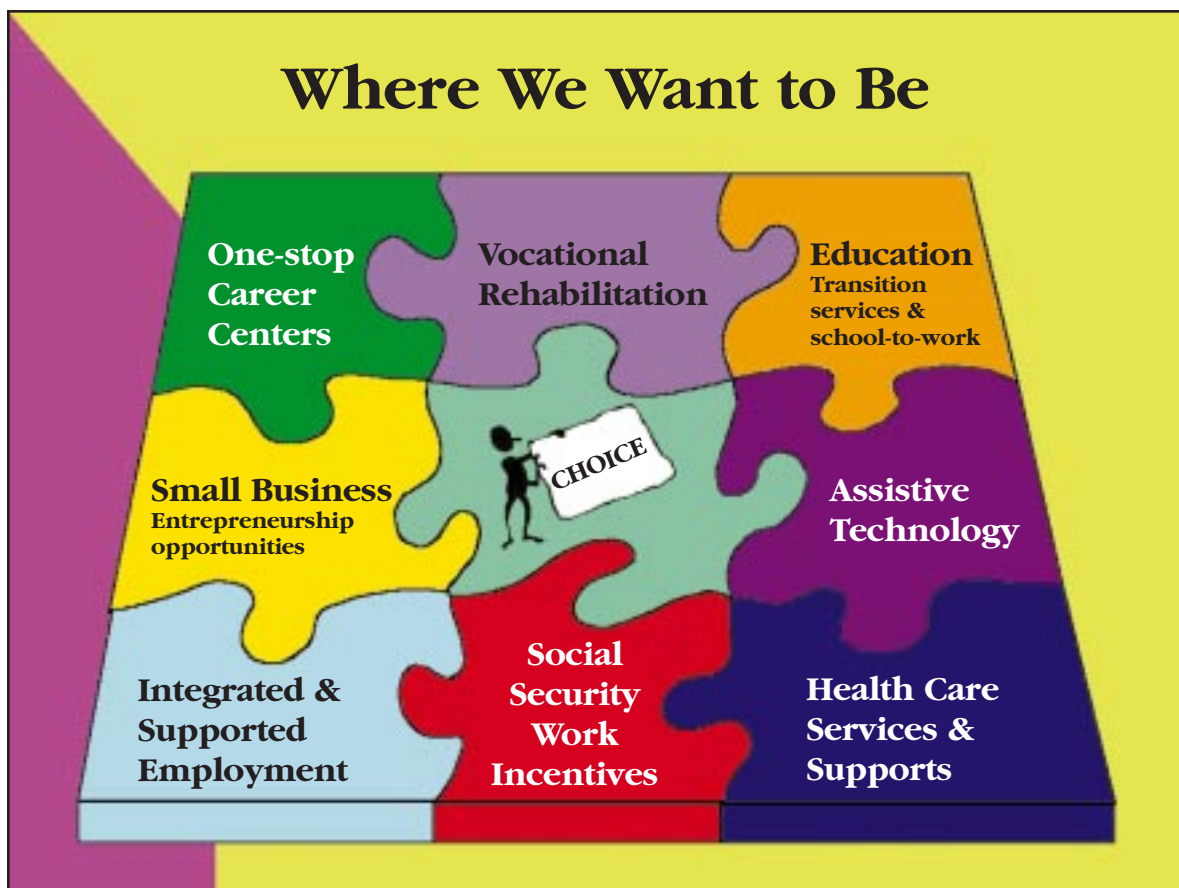 Where We Want to Be
One-stop
Career
Centers
Vocational
Rehabilitation
Education
Transition
services &
school-to-work
Small Business
Entrepreneurship
opportunities
CHOICE
Assistive
Technology
Integrated &
Supported
Employment
Social
Security
Work
Incentives
Health Care
Services &
Supports